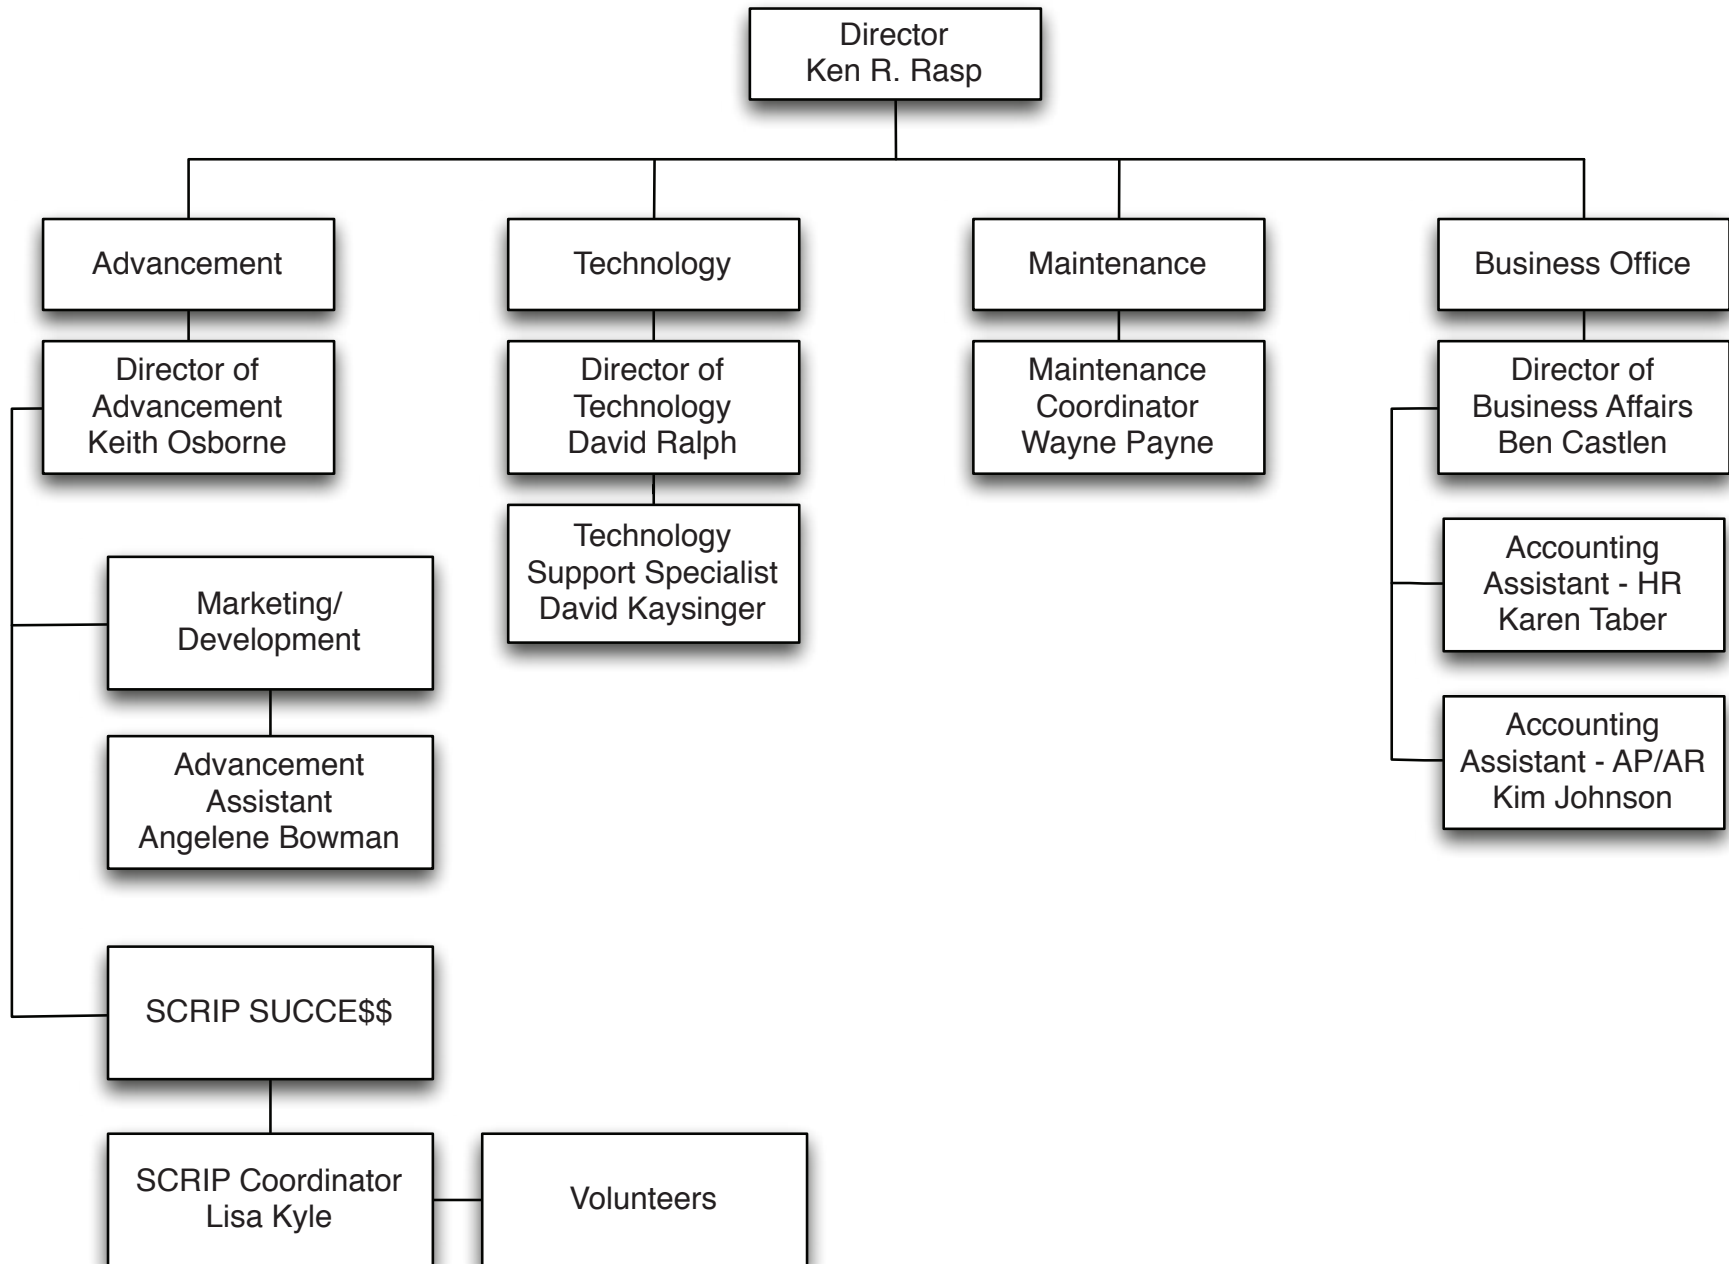 Director
Ken R. Rasp
Advancement
Technology
Maintenance
Business Office
Director of
Advancement
Keith Osborne
Director of
Technology
David Ralph
Maintenance
Coordinator
Wayne Payne
Director of
Business Affairs
Ben Castlen
Technology
Support Specialist
David Kaysinger
Accounting
Assistant - HR
Karen Taber
Marketing/
Development
Accounting
Assistant - AP/AR
Kim Johnson
Advancement
Assistant
Angelene Bowman
SCRIP SUCCE$$
SCRIP Coordinator
Lisa Kyle
Volunteers